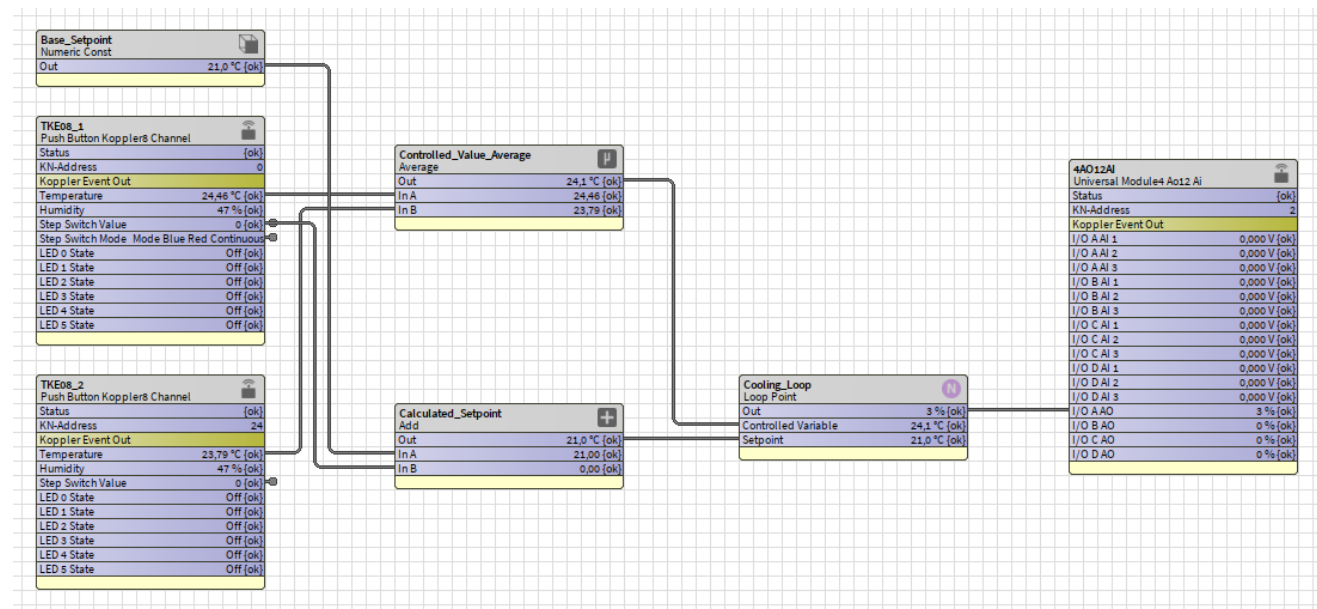 Base_Setpoint
Numeric Const
Out 21,0 °C {ok}
TKE08_1
Push Button Koppler8 Channel
Status {ok}
KN-Address 0
Koppler Event Out
Temperature 24,46 °C {ok}
Humidity 47 % {ok}
Step Switch Value 0 {ok}
Step Switch Mode Mode Blue Red Continuous
LED 0 State Off {ok}
LED 1 State Off {ok}
LED 2 State Off {ok}
LED 3 State Off {ok}
LED 4 State Off {ok}
LED 5 State Off {ok}
TKE08_2
Push Button Koppler8 Channel
Status {ok}
KN-Address 24
Koppler Event Out
Temperature 23,79 °C {ok}
Humidity 47 % {ok}
Step Switch Value 0 {ok}
LED 0 State Off {ok}
LED 1 State Off {ok}
LED 2 State Off {ok}
LED 3 State Off {ok}
LED 4 State Off {ok}
LED 5 State Off {ok}
Controlled_Value_Average
µ
Average
Out 24,1 °C {ok}
In A 24,46 {ok}
In B 23,79 {ok}
Calculated_Setpoint
+
Add
Out 21,0 °C {ok}
In A 21,00 {ok}
In B 0,00 {ok}
Cooling_Loop
N
Loop Point
Out 3 % {ok}
Controlled Variable 24,1 °C {ok}
Setpoint 21,0 °C {ok}
4AO12AI
Universal Module4 Ao12 Ai
Status {ok}
KN-Address 2
Koppler Event Out
I/O A AI 1 0,000 V {ok}
I/O A AI 2 0,000 V {ok}
I/O A AI 3 0,000 V {ok}
I/O B AI 1 0,000 V {ok}
I/O B AI 2 0,000 V {ok}
I/O B AI 3 0,000 V {ok}
I/O C AI 1 0,000 V {ok}
I/O C AI 2 0,000 V {ok}
I/O C AI 3 0,000 V {ok}
I/O D AI 1 0,000 V {ok}
I/O D AI 2 0,000 V {ok}
I/O D AI 3 0,000 V {ok}
I/O A AO 3 % {ok}
I/O B AO 0 % {ok}
I/O C AO 0 % {ok}
I/O D AO 0 % {ok}